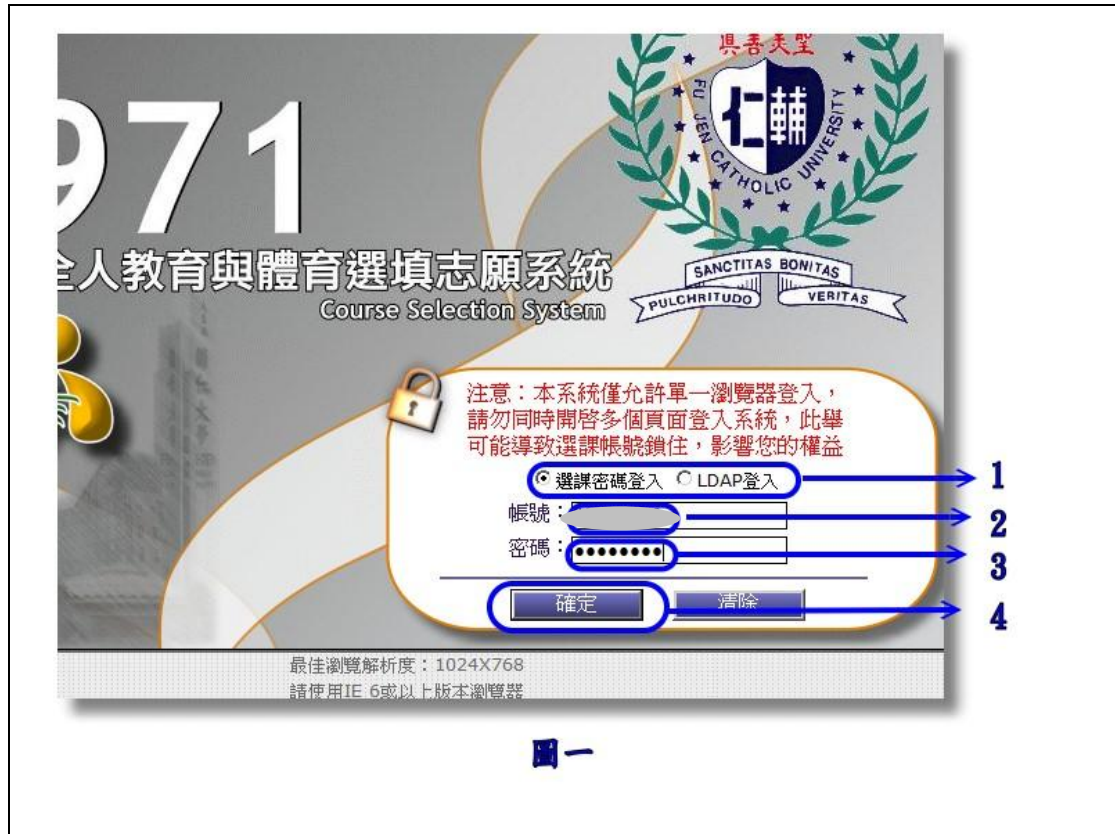 真善美聖
仁輔
FU JEN CATHOLIC UNIVERSITY
971
全人教育與體育選填志願系統
Course Selection System
SANCTITAS BONITAS
PULCHRITUDO VERITAS
注意：本系統僅允許單一瀏覽器登入，
請勿同時開啟多個頁面登入系統，此舉
可能導致選課帳號鎖住，影響您的權益
選課密碼登入 LDAP登入
1
帳號：
2
密碼：
3
確定 清除
4
最佳瀏覽解析度：1024X768
請使用IE 6或以上版本瀏覽器
圖一